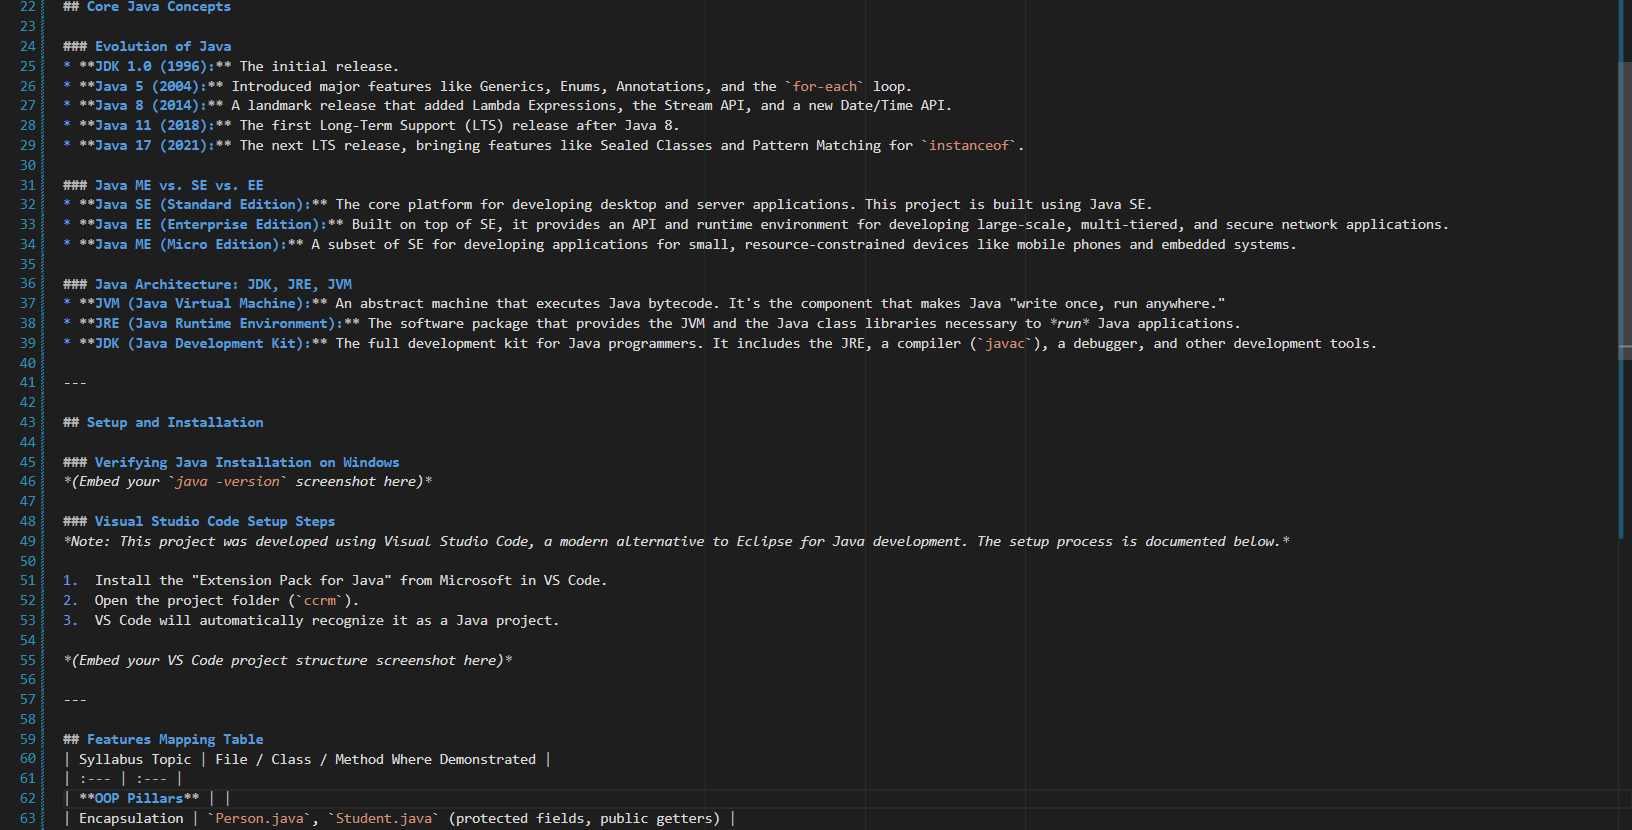 22 ## Core Java Concepts
23
24 ### Evolution of Java
25 * **JDK 1.0 (1996):** The initial release.
26 * **Java 5 (2004):** Introduced major features like Generics, Enums, Annotations, and the `for-each` loop.
27 * **Java 8 (2014):** A landmark release that added Lambda Expressions, the Stream API, and a new Date/Time API.
28 * **Java 11 (2018):** The first Long-Term Support (LTS) release after Java 8.
29 * **Java 17 (2021):** The next LTS release, bringing features like Sealed Classes and Pattern Matching for `instanceof`.
30
31 ### Java ME vs. SE vs. EE
32 * **Java SE (Standard Edition):** The core platform for developing desktop and server applications. This project is built using Java SE.
33 * **Java EE (Enterprise Edition):** Built on top of SE, it provides an API and runtime environment for developing large-scale, multi-tiered, and secure network applications.
34 * **Java ME (Micro Edition):** A subset of SE for developing applications for small, resource-constrained devices like mobile phones and embedded systems.
35
36 ### Java Architecture: JDK, JRE, JVM
37 * **JVM (Java Virtual Machine):** An abstract machine that executes Java bytecode. It's the component that makes Java "write once, run anywhere."
38 * **JRE (Java Runtime Environment):** The software package that provides the JVM and the Java class libraries necessary to *run* Java applications.
39 * **JDK (Java Development Kit):** The full development kit for Java programmers. It includes the JRE, a compiler (`javac`), a debugger, and other development tools.
40
41 ---
42
43 ## Setup and Installation
44
45 ### Verifying Java Installation on Windows
46 *(Embed your `java -version` screenshot here)*
47
48 ### Visual Studio Code Setup Steps
49 *Note: This project was developed using Visual Studio Code, a modern alternative to Eclipse for Java development. The setup process is documented below.*
50
51 1.  Install the "Extension Pack for Java" from Microsoft in VS Code.
52 2.  Open the project folder (`ccrm`).
53 3.  VS Code will automatically recognize it as a Java project.
54
55 *(Embed your VS Code project structure screenshot here)*
56
57 ---
58
59 ## Features Mapping Table
60 | Syllabus Topic | File / Class / Method Where Demonstrated |
61 | :--- | :--- |
62 | **OOP Pillars** | |
63 | Encapsulation | `Person.java`, `Student.java` (protected fields, public getters) |